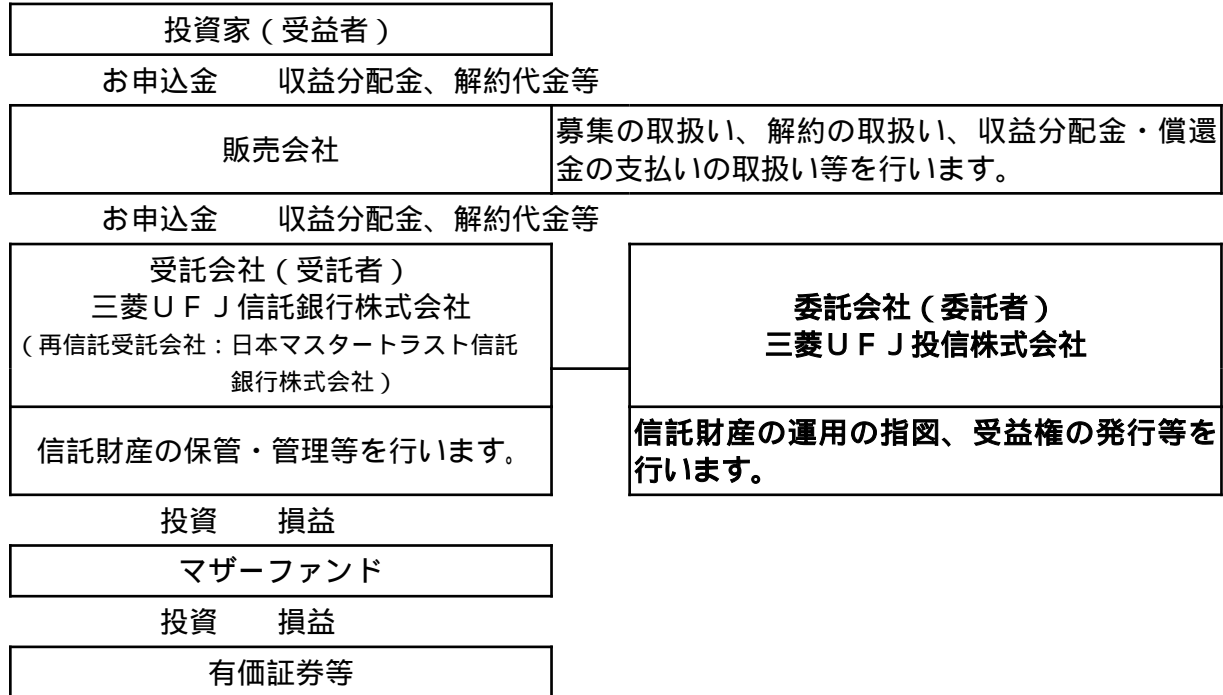 投資家（受益者）
お申込金　　収益分配金、解約代金等
販売会社
募集の取扱い、解約の取扱い、収益分配金・償還
金の支払いの取扱い等を行います。
お申込金　　収益分配金、解約代金等
受託会社（受託者）
三菱ＵＦＪ信託銀行株式会社
（再信託受託会社：日本マスタートラスト信託
銀行株式会社）
委託会社（委託者）
三菱ＵＦＪ投信株式会社
信託財産の保管・管理等を行います。
信託財産の運用の指図、受益権の発行等を
行います。
投資　　損益
マザーファンド
投資　　損益
有価証券等